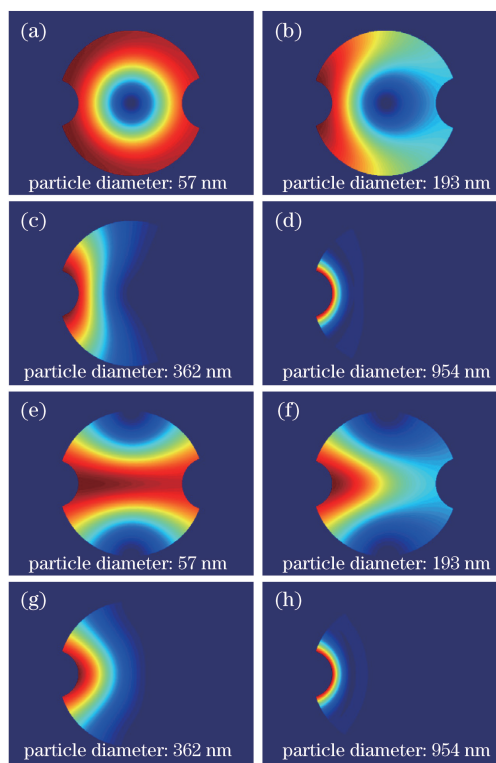 (a)
particle diameter: 57 nm
(b)
particle diameter: 193 nm
(c)
particle diameter: 362 nm
(d)
particle diameter: 954 nm
(e)
particle diameter: 57 nm
(f)
particle diameter: 193 nm
(g)
particle diameter: 362 nm
(h)
particle diameter: 954 nm